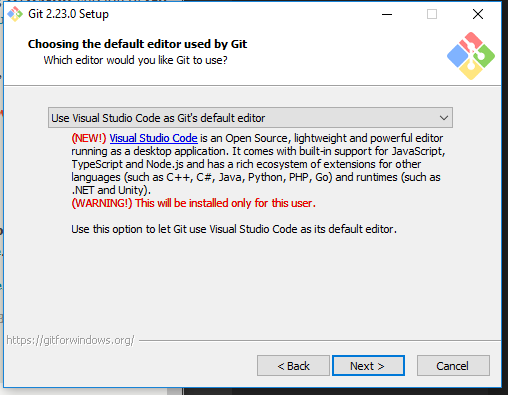 Git 2.23.0 Setup
Choosing the default editor used by Git
Which editor would you like Git to use?
Use Visual Studio Code as Git's default editor
(NEW!) Visual Studio Code is an Open Source, lightweight and powerful editor
running as a desktop application. It comes with built-in support for JavaScript,
TypeScript and Node.js and has a rich ecosystem of extensions for other
languages (such as C++, C#, Java, Python, PHP, Go) and runtimes (such as
.NET and Unity).
(WARNING!) This will be installed only for this user.
Use this option to let Git use Visual Studio Code as its default editor.
https://gitforwindows.org/
< Back Next > Cancel